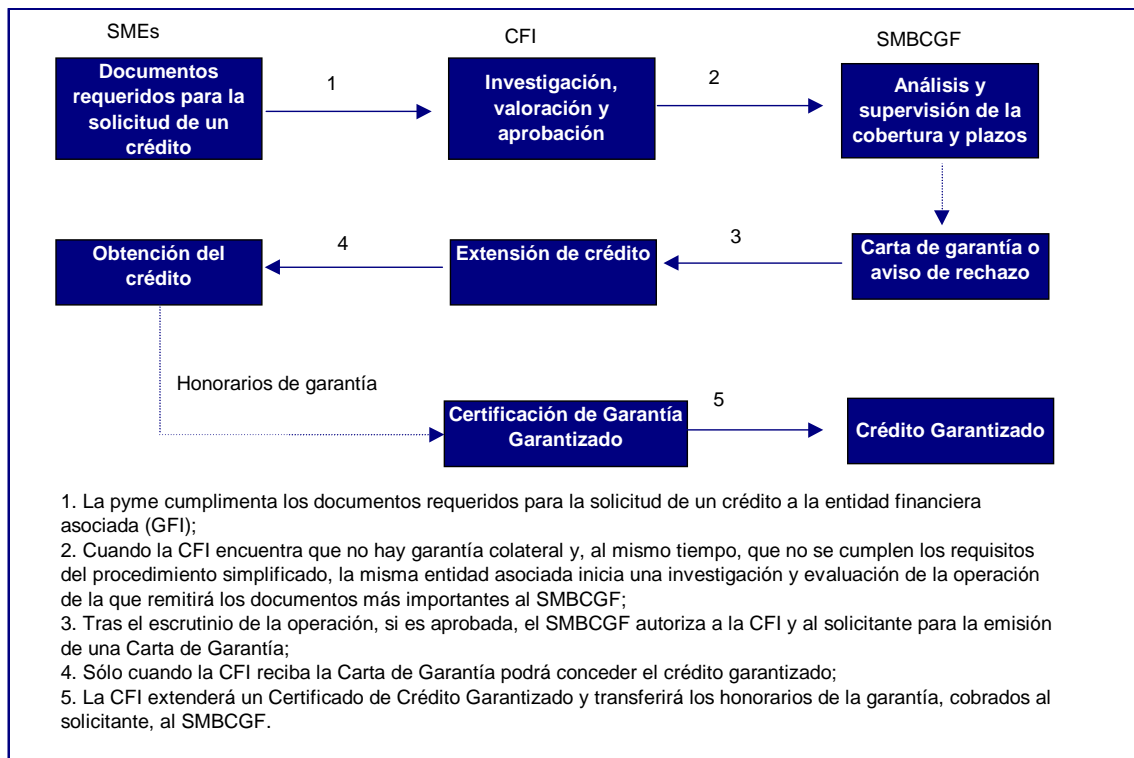 SMEs
CFI
SMBCGF
Documentos
requeridos para la
solicitud de un
crédito
1
Investigación,
valoración y
aprobación
2
Análisis y
supervisión de la
cobertura y plazos
Obtención del
crédito
4
Extensión de crédito
3
Carta de garantía o
aviso de rechazo
Honorarios de garantía
Certificación de Garantía
Garantizado
5
Crédito Garantizado
1. La pyme cumplimenta los documentos requeridos para la solicitud de un crédito a la entidad financiera
asociada (GFI);
2. Cuando la CFI encuentra que no hay garantía colateral y, al mismo tiempo, que no se cumplen los requisitos
del procedimiento simplificado, la misma entidad asociada inicia una investigación y evaluación de la operación
de la que remitirá los documentos más importantes al SMBCGF;
3. Tras el escrutinio de la operación, si es aprobada, el SMBCGF autoriza a la CFI y al solicitante para la emisión
de una Carta de Garantía;
4. Sólo cuando la CFI reciba la Carta de Garantía podrá conceder el crédito garantizado;
5. La CFI extenderá un Certificado de Crédito Garantizado y transferirá los honorarios de la garantía, cobrados al
solicitante, al SMBCGF.